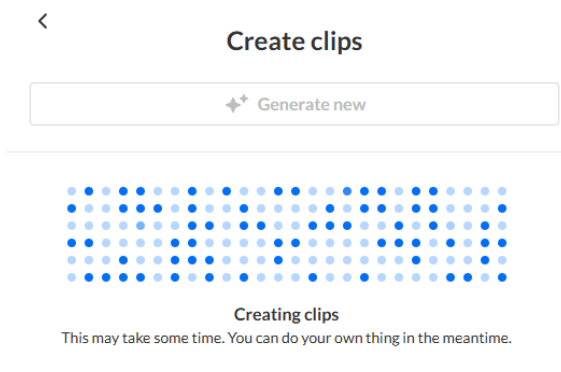 Create clips
Generate new
Creating clips
This may take some time. You can do your own thing in the meantime.